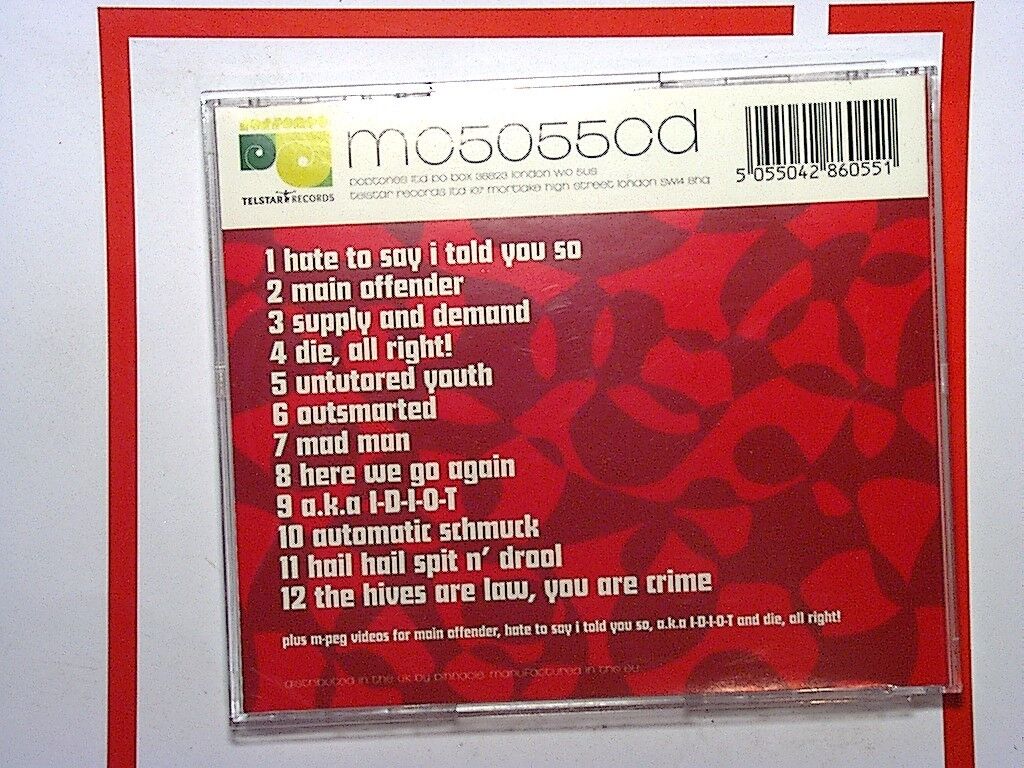 poptones
mc5055cd
poptones ltd po box 36823 london w0 5us
telstar records ltd 107 mortlake high street london sw14 8hq
TELSTAR RECORDS
5 055042 860551
1 hate to say i told you so
2 main offender
3 supply and demand
4 die, all right!
5 untutored youth
6 outsmarted
7 mad man
8 here we go again
9 a.k.a I-D-I-O-T
10 automatic schmuck
11 hail hail spit n' drool
12 the hives are law, you are crime
plus m-peg videos for main offender, hate to say i told you so, a.k.a I-D-I-O-T and die, all right!
distributed in the uk by pinnacle. manufactured in the eu